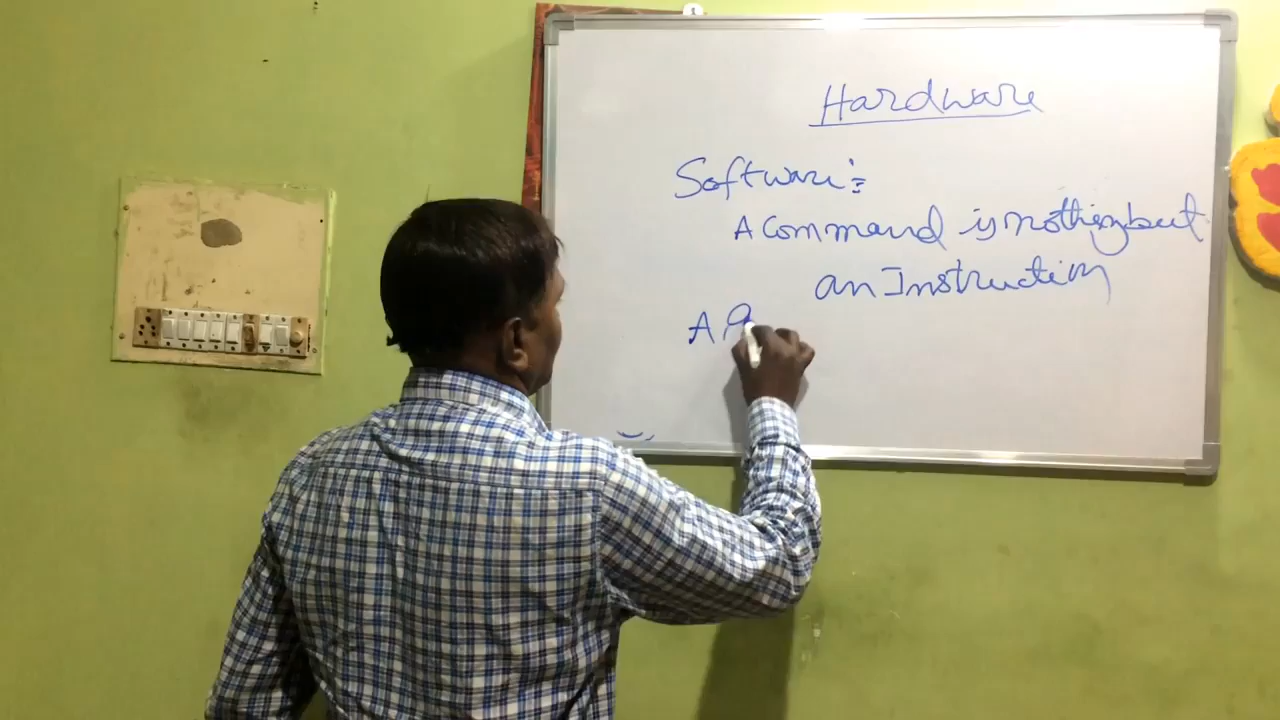 Hardware
Software:
A Command is nothing but
an Instruction
A